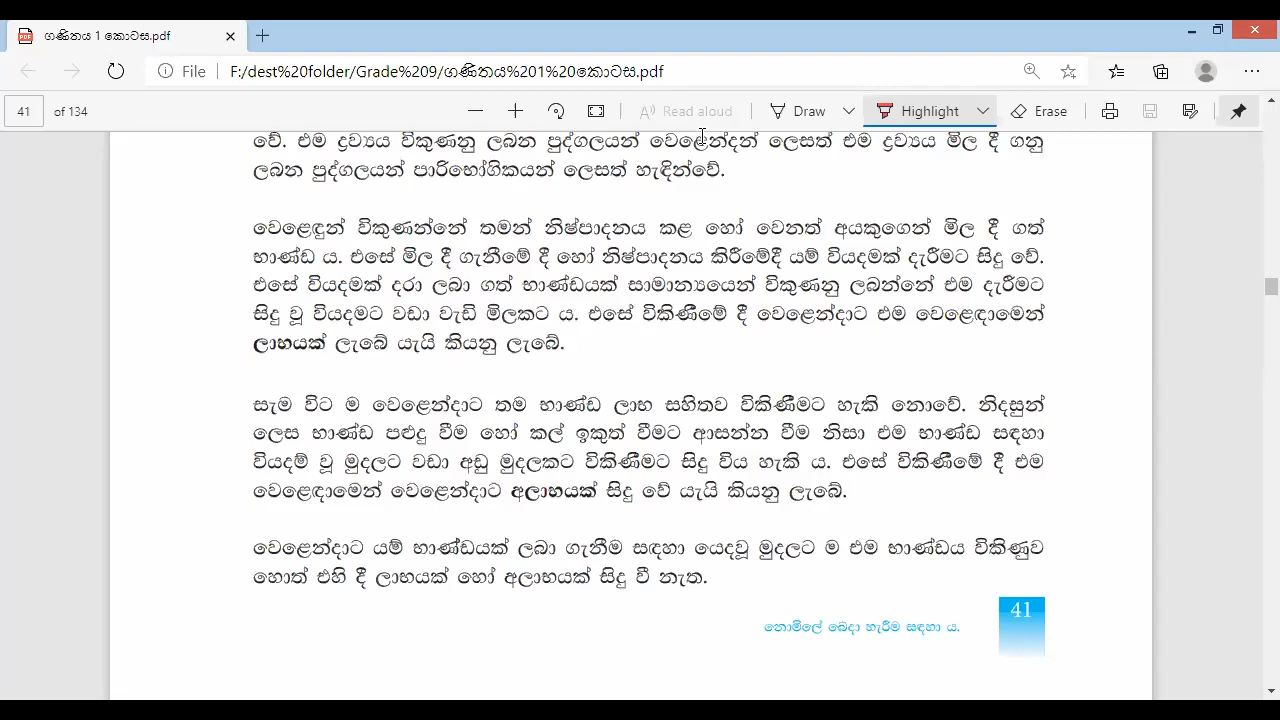 ගණිතය 1 කොටස.pdf
File F:/dest%20folder/Grade%209/ගණිතය%201%20කොටස.pdf
41 of 134 Read aloud Draw Highlight Erase
වේ. එම ද්‍රව්‍යය විකුණනු ලබන පුද්ගලයන් වෙළෙන්දන් ලෙසත් එම ද්‍රව්‍යය මිල දී ගනු
ලබන පුද්ගලයන් පාරිභෝගිකයන් ලෙසත් හැඳින්වේ.
වෙළෙඳුන් විකුණන්නේ තමන් නිෂ්පාදනය කළ හෝ වෙනත් අයකුගෙන් මිල දී ගත්
භාණ්ඩ ය. එසේ මිල දී ගැනීමේ දී හෝ නිෂ්පාදනය කිරීමේදී යම් වියදමක් දැරීමට සිදු වේ.
එසේ වියදමක් දරා ලබා ගත් භාණ්ඩයක් සාමාන්‍යයෙන් විකුණනු ලබන්නේ එම දැරීමට
සිදු වූ වියදමට වඩා වැඩි මිලකට ය. එසේ විකිණීමේ දී වෙළෙන්දාට එම වෙළෙඳාමෙන්
ලාභයක් ලැබේ යැයි කියනු ලැබේ.
සැම විට ම වෙළෙන්දාට තම භාණ්ඩ ලාභ සහිතව විකිණීමට හැකි නොවේ. නිදසුන්
ලෙස භාණ්ඩ පළුදු වීම හෝ කල් ඉකුත් වීමට ආසන්න වීම නිසා එම භාණ්ඩ සඳහා
වියදම් වූ මුදලට වඩා අඩු මුදලකට විකිණීමට සිදු විය හැකි ය. එසේ විකිණීමේ දී එම
වෙළෙඳාමෙන් වෙළෙන්දාට අලාභයක් සිදු වේ යැයි කියනු ලැබේ.
වෙළෙන්දාට යම් භාණ්ඩයක් ලබා ගැනීම සඳහා යෙදවූ මුදලට ම එම භාණ්ඩය විකිණුව
හොත් එහි දී ලාභයක් හෝ අලාභයක් සිදු වී නැත.
නොමිලේ බෙදා හැරීම සඳහා ය.
41